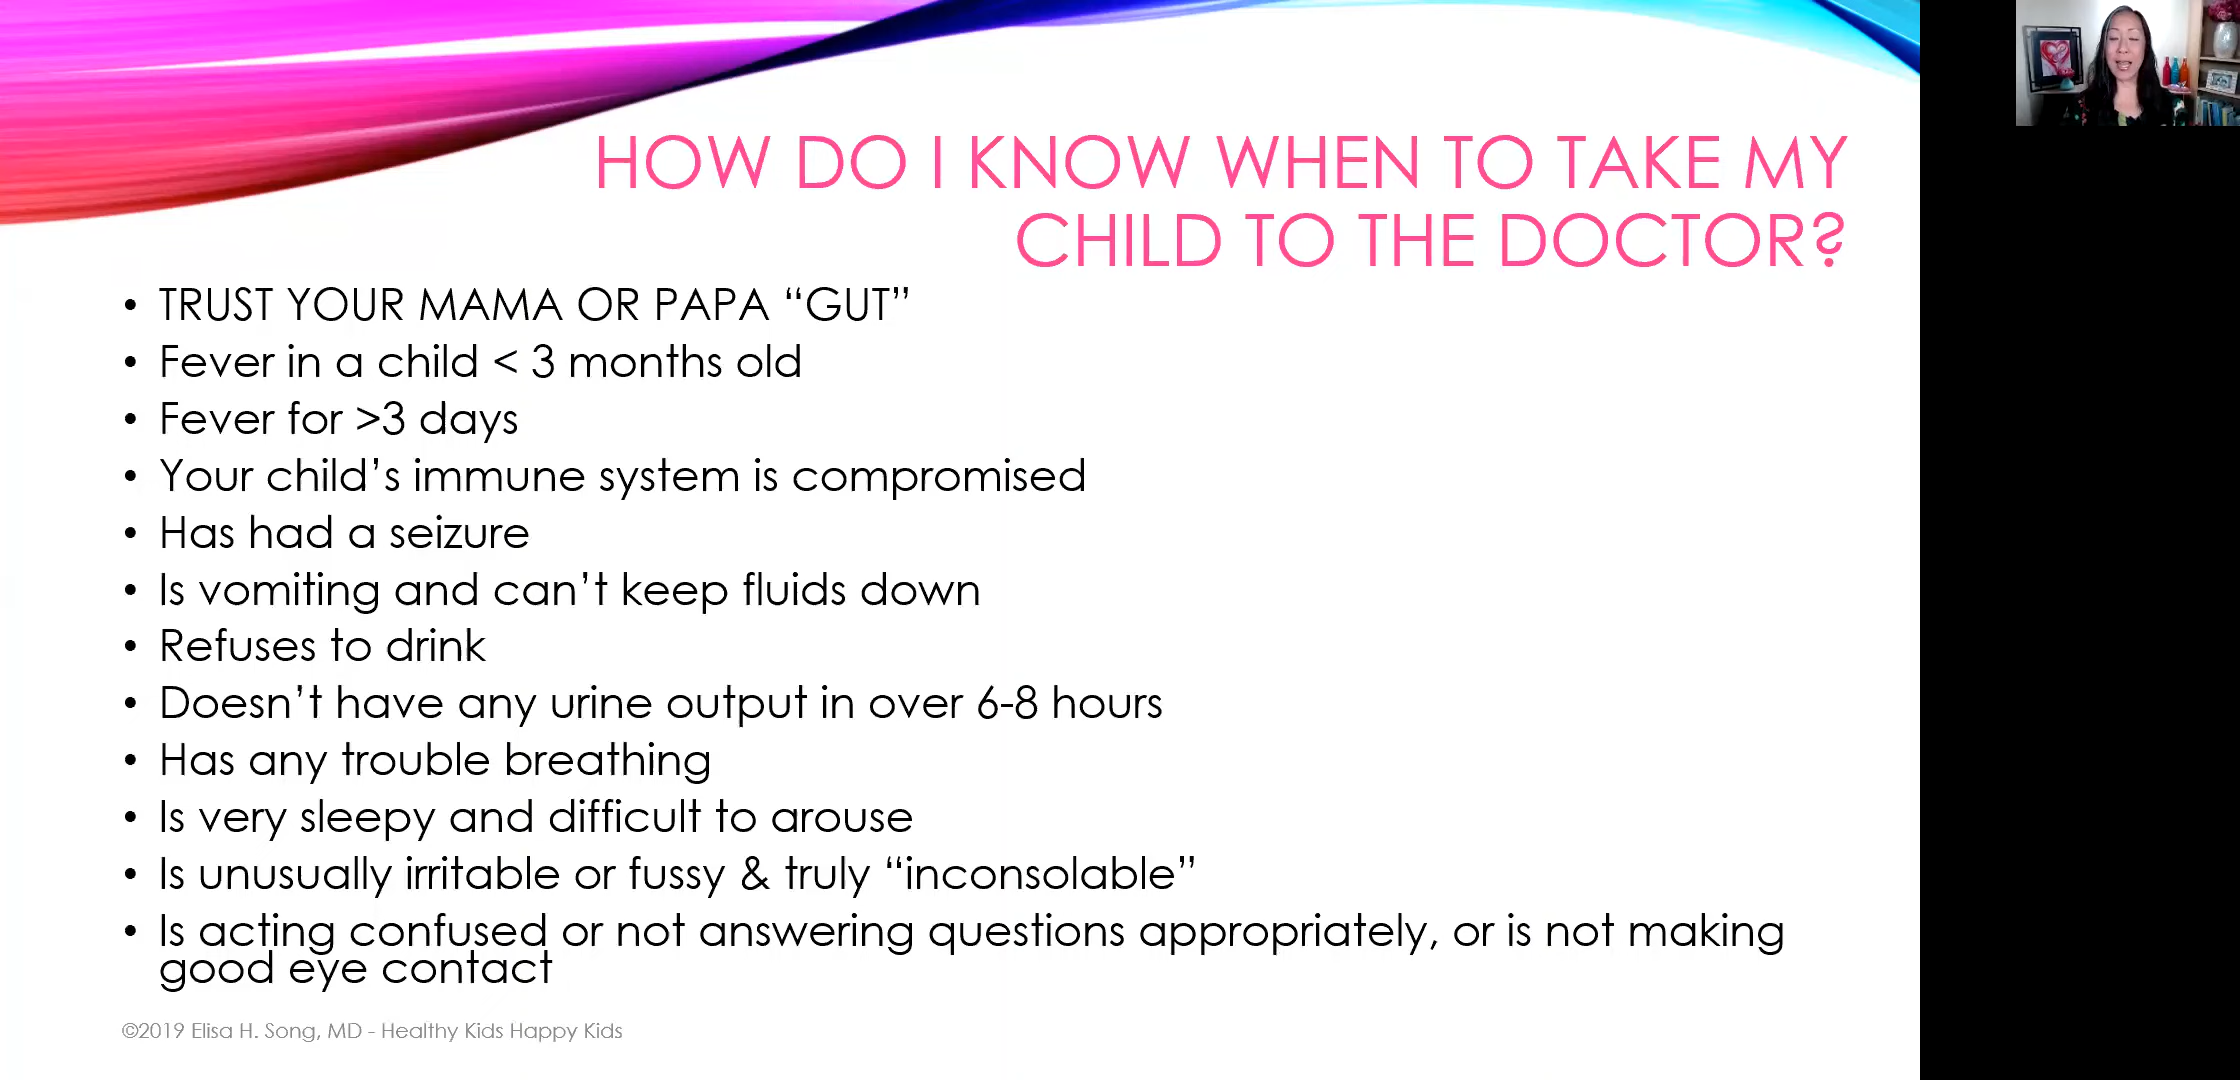 HOW DO I KNOW WHEN TO TAKE MY
CHILD TO THE DOCTOR?
• TRUST YOUR MAMA OR PAPA “GUT”
• Fever in a child < 3 months old
• Fever for >3 days
• Your child’s immune system is compromised
• Has had a seizure
• Is vomiting and can’t keep fluids down
• Refuses to drink
• Doesn’t have any urine output in over 6-8 hours
• Has any trouble breathing
• Is very sleepy and difficult to arouse
• Is unusually irritable or fussy & truly “inconsolable”
• Is acting confused or not answering questions appropriately, or is not making
good eye contact
©2019 Elisa H. Song, MD - Healthy Kids Happy Kids